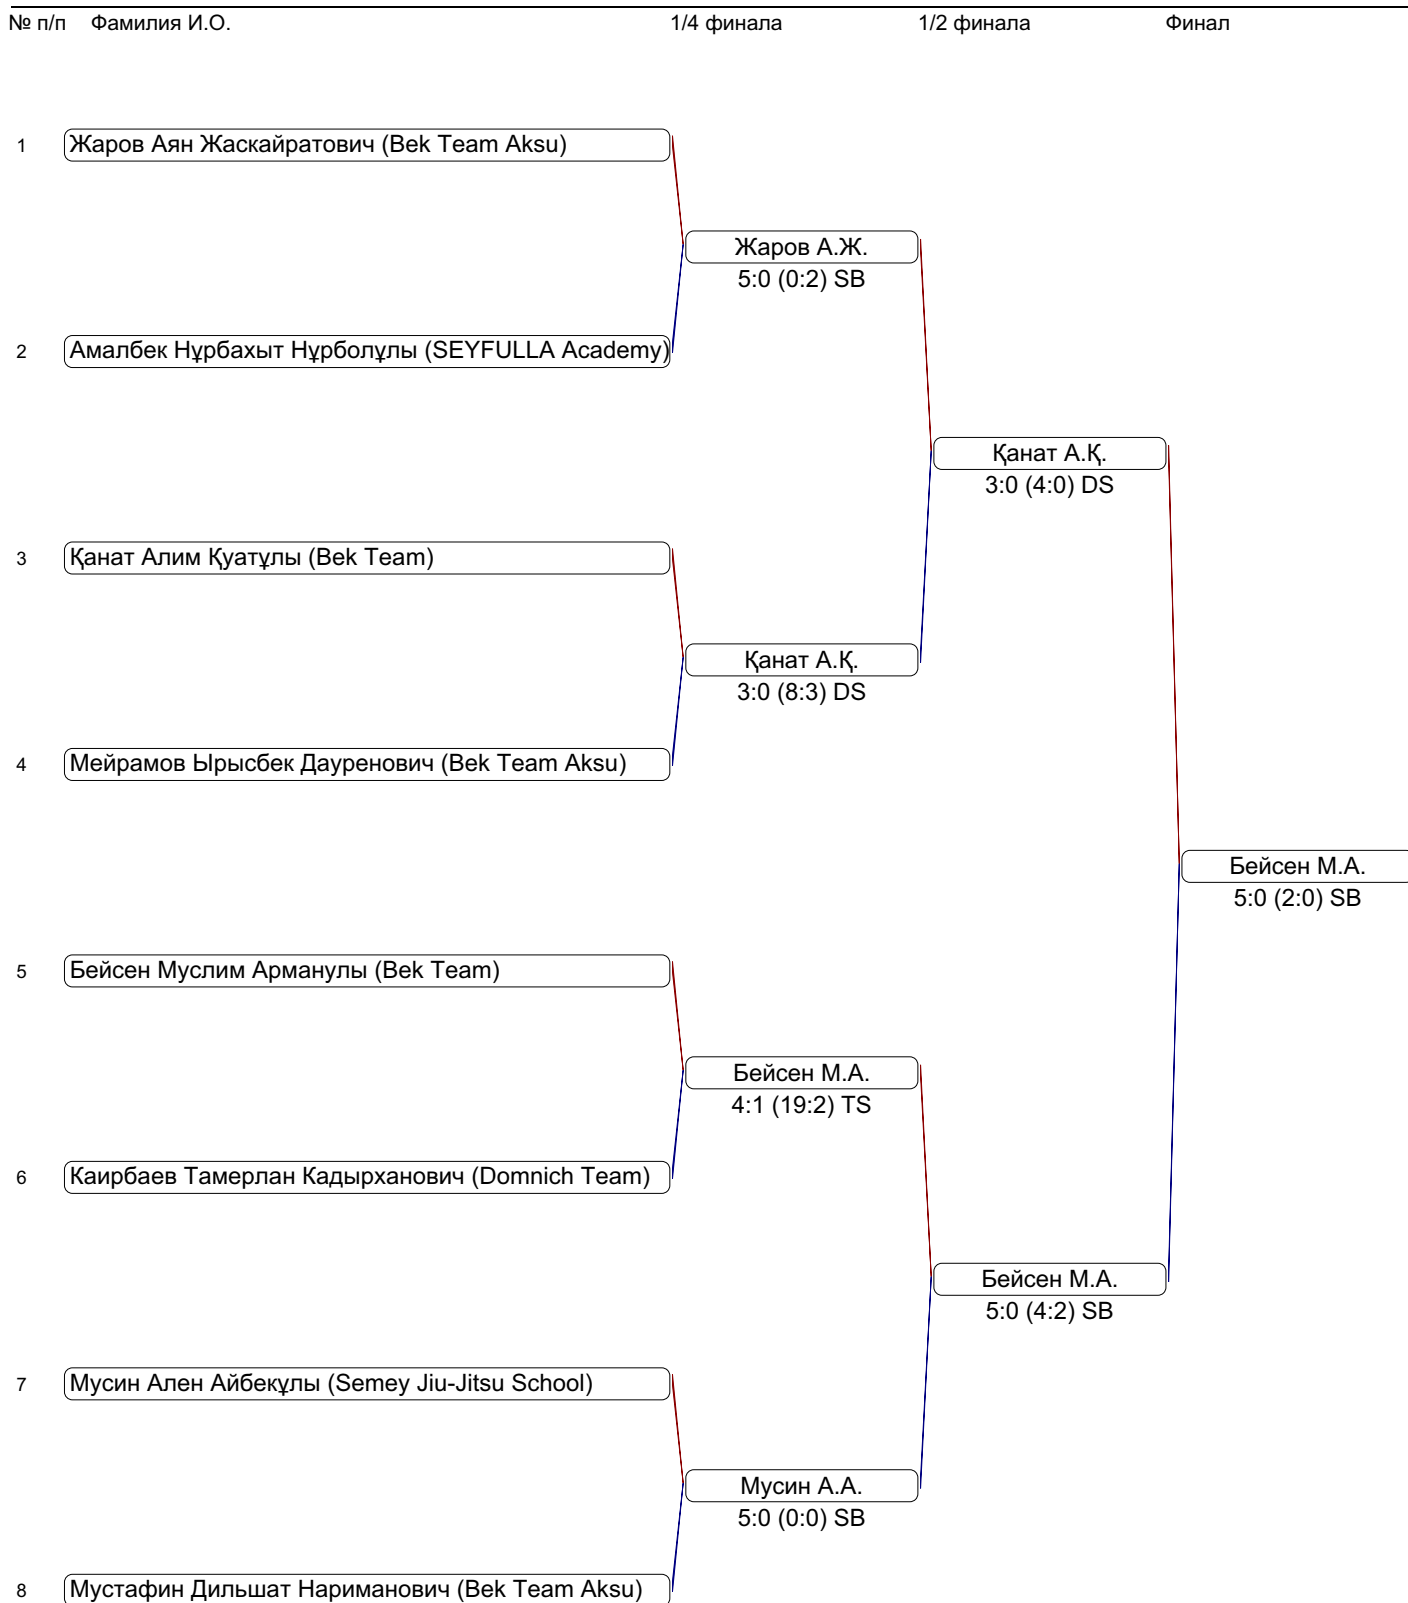 № п/п Фамилия И.О. 1/4 финала 1/2 финала Финал
1 Жаров Аян Жаскайратович (Bek Team Aksu)
Жаров А.Ж.
5:0 (0:2) SB
2 Амалбек Нұрбахыт Нұрболұлы (SEYFULLA Academy)
Қанат А.Қ.
3:0 (4:0) DS
3 Қанат Алим Қуатұлы (Bek Team)
Қанат А.Қ.
3:0 (8:3) DS
4 Мейрамов Ырысбек Дауренович (Bek Team Aksu)
Бейсен М.А.
5:0 (2:0) SB
5 Бейсен Муслим Арманулы (Bek Team)
Бейсен М.А.
4:1 (19:2) TS
6 Каирбаев Тамерлан Кадырханович (Domnich Team)
Бейсен М.А.
5:0 (4:2) SB
7 Мусин Ален Айбекұлы (Semey Jiu-Jitsu School)
Мусин А.А.
5:0 (0:0) SB
8 Мустафин Дильшат Нариманович (Bek Team Aksu)